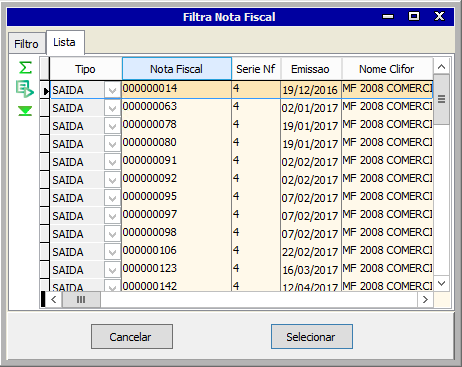 Filtra Nota Fiscal
Filtro Lista
Tipo Nota Fiscal Serie Nf Emissao Nome Clifor
SAIDA 000000014 4 19/12/2016 MF 2008 COMERCI
SAIDA 000000063 4 02/01/2017 MF 2008 COMERCI
SAIDA 000000078 4 19/01/2017 MF 2008 COMERCI
SAIDA 000000080 4 19/01/2017 MF 2008 COMERCI
SAIDA 000000091 4 02/02/2017 MF 2008 COMERCI
SAIDA 000000092 4 02/02/2017 MF 2008 COMERCI
SAIDA 000000095 4 07/02/2017 MF 2008 COMERCI
SAIDA 000000097 4 07/02/2017 MF 2008 COMERCI
SAIDA 000000098 4 07/02/2017 MF 2008 COMERCI
SAIDA 000000106 4 22/02/2017 MF 2008 COMERCI
SAIDA 000000123 4 16/03/2017 MF 2008 COMERCI
SAIDA 000000142 4 12/04/2017 MF 2008 COMERCI
Cancelar Selecionar